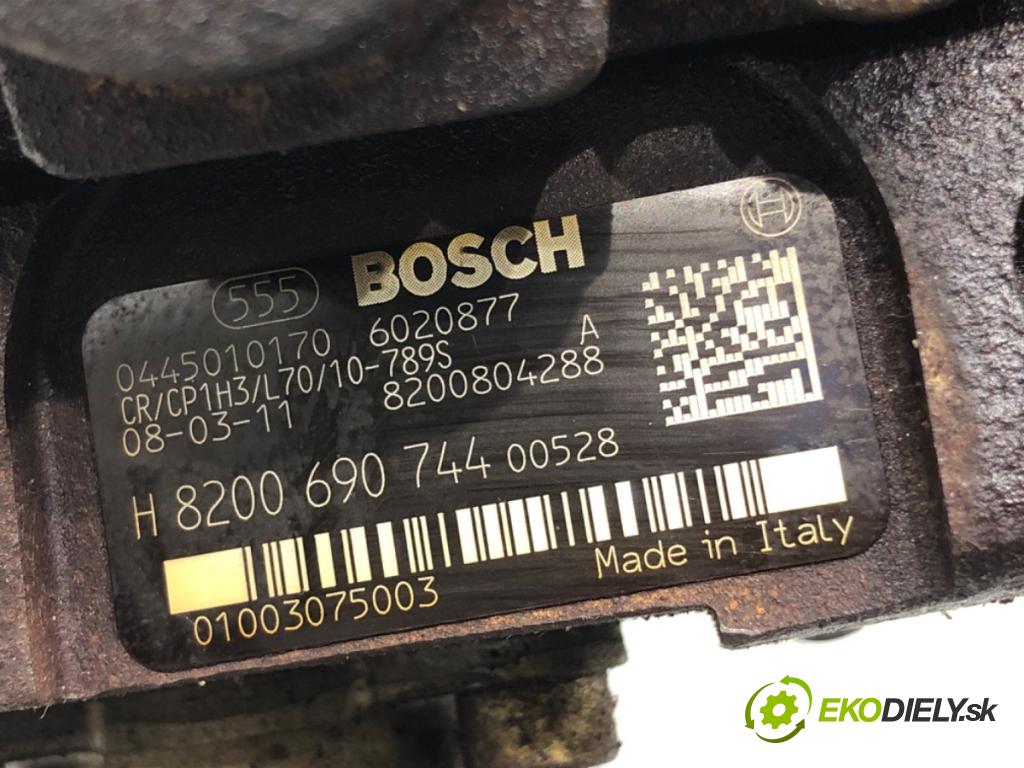 555 BOSCH H
0445010170 6020877
CR/CP1H3/L70/10-789S A
08-03-11 8200804288
H 8200 690 744 00528
Made in Italy
01003075003
EKODIELY.sk